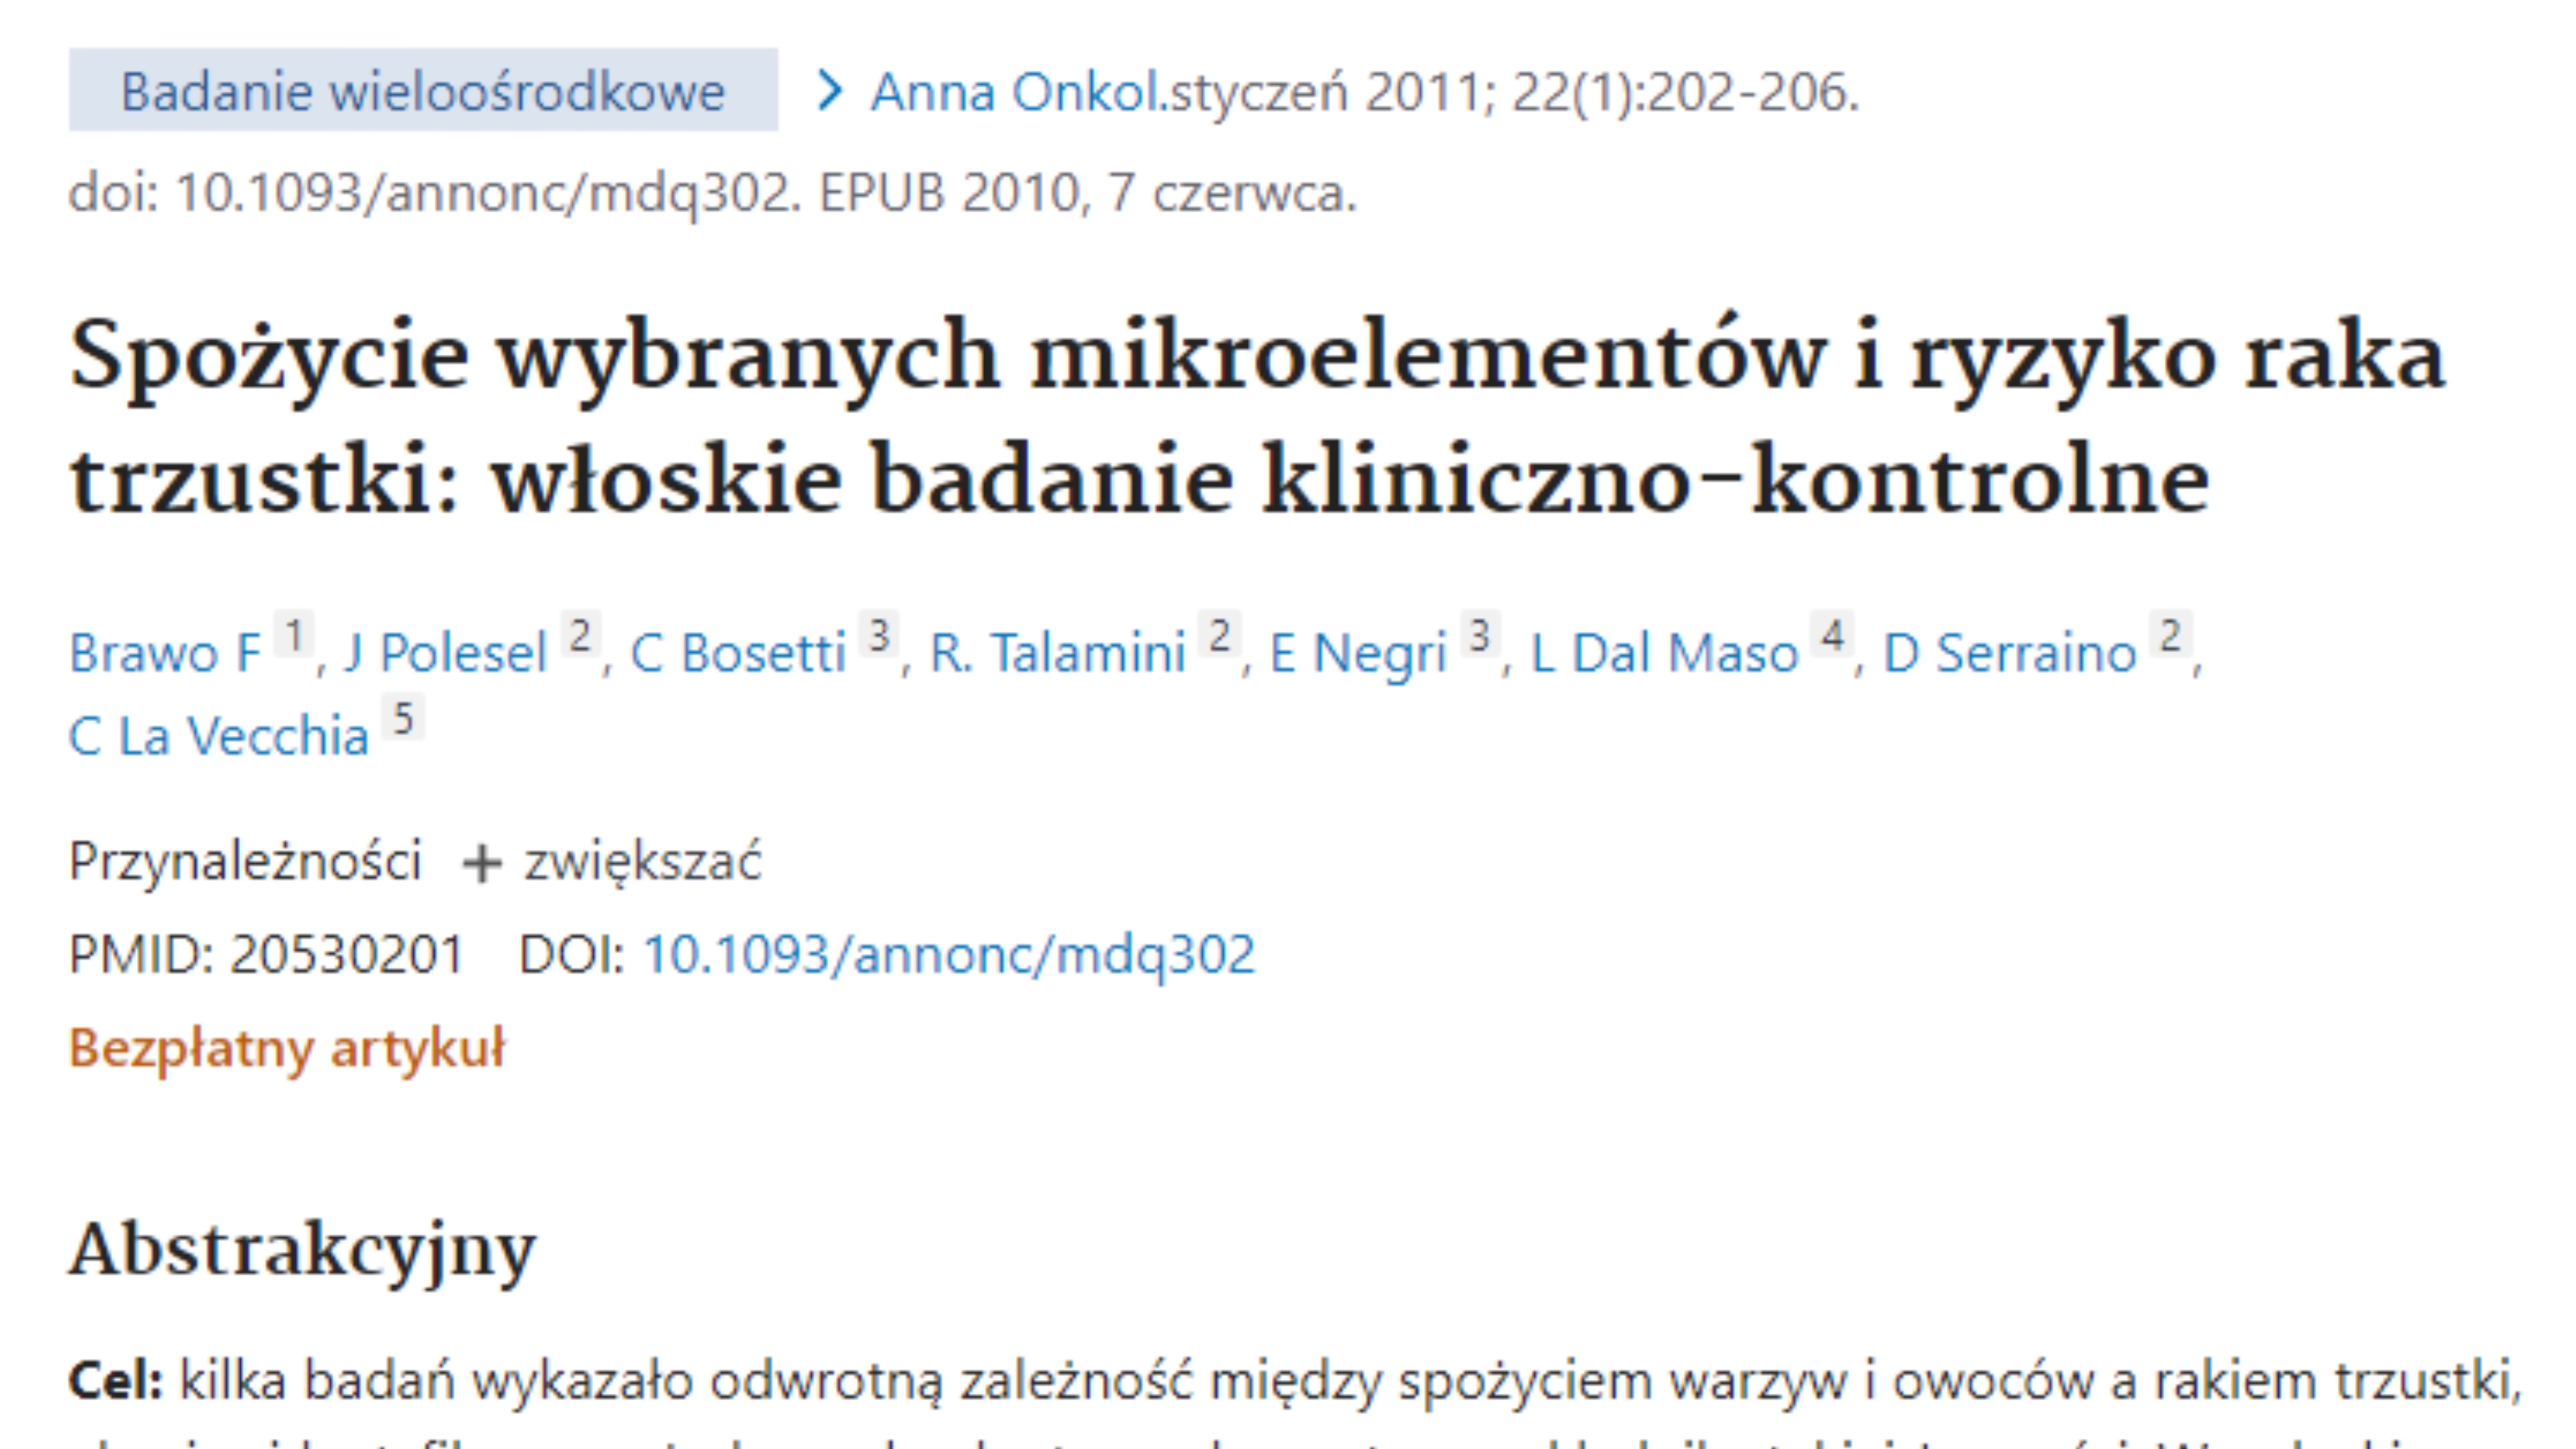 Badanie wieloośrodkowe > Anna Onkol.styczeń 2011; 22(1):202-206.
doi: 10.1093/annonc/mdq302. EPUB 2010, 7 czerwca.
Spożycie wybranych mikroelementów i ryzyko raka
trzustki: włoskie badanie kliniczno-kontrolne
Brawo F 1, J Polesel 2, C Bosetti 3, R. Talamini 2, E Negri 3, L Dal Maso 4, D Serraino 2,
C La Vecchia 5
Przynależności + zwiększać
PMID: 20530201 DOI: 10.1093/annonc/mdq302
Bezpłatny artykuł
Abstrakcyjny
Cel: kilka badań wykazało odwrotną zależność między spożyciem warzyw i owoców a rakiem trzustki,